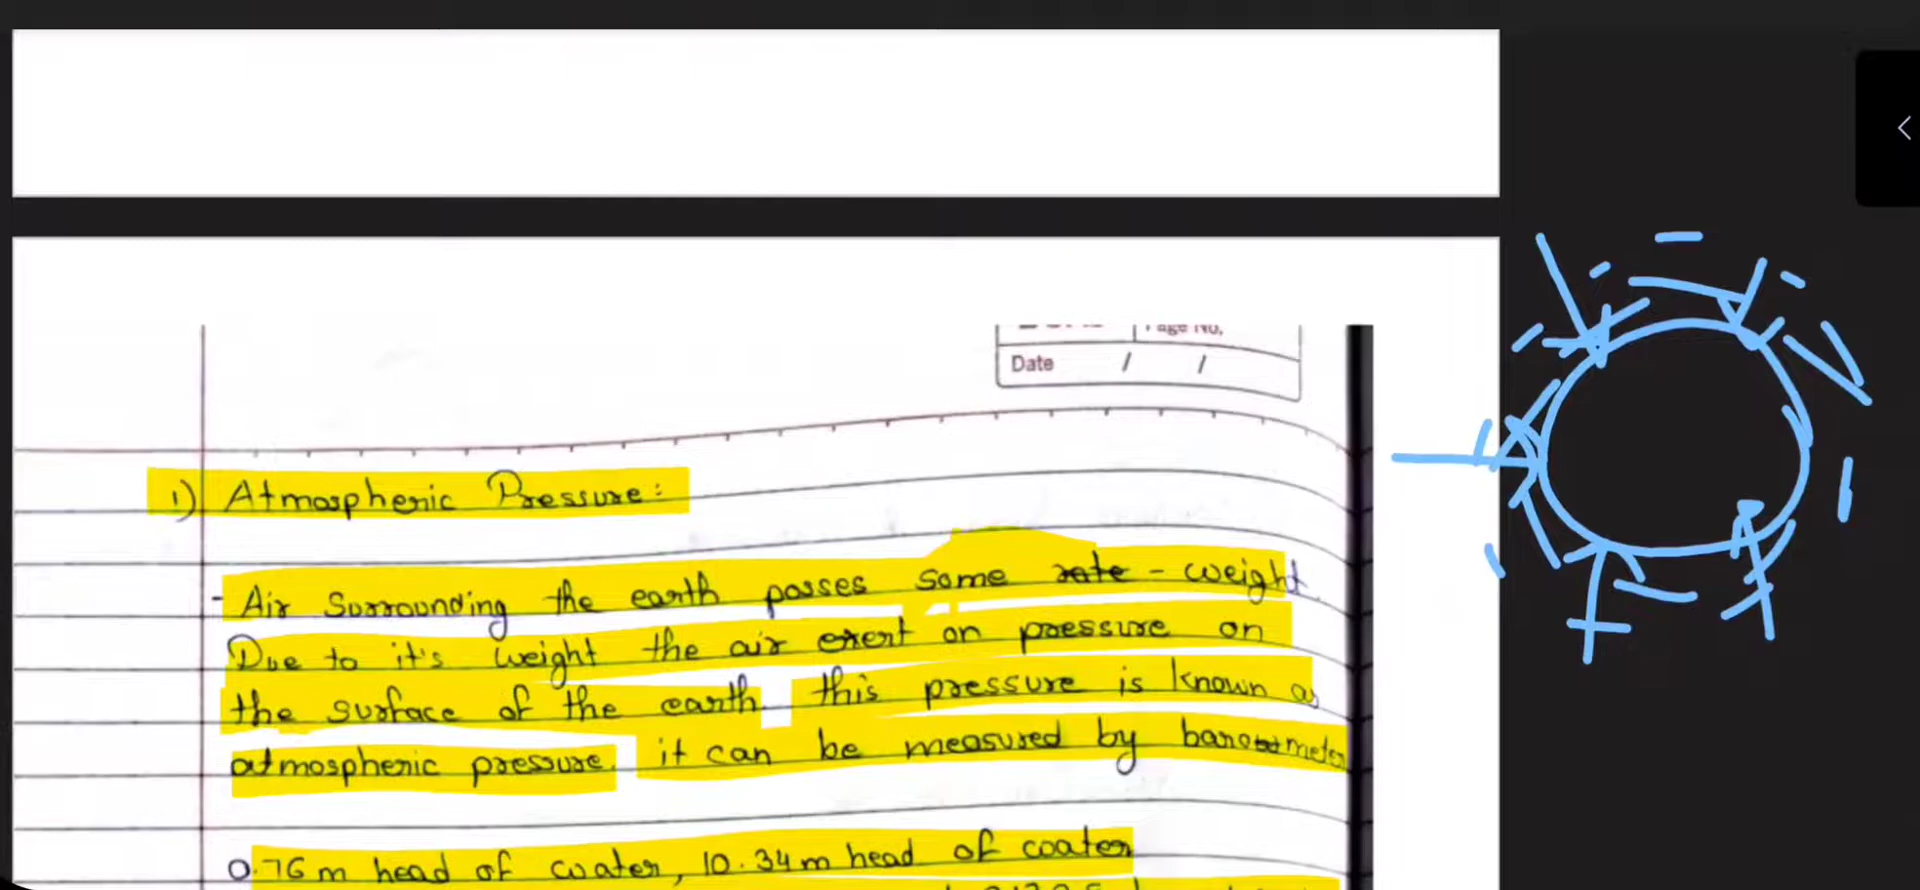 Page No,
Date / /
1) Atmospheric Pressure:
- Air Surrounding the earth posses some rate - weight.
Due to it's weight the air exert on pressure on
the surface of the earth. this pressure is known as
atmospheric pressure. it can be measured by barometer
0.76 m head of water, 10.34 m head of water